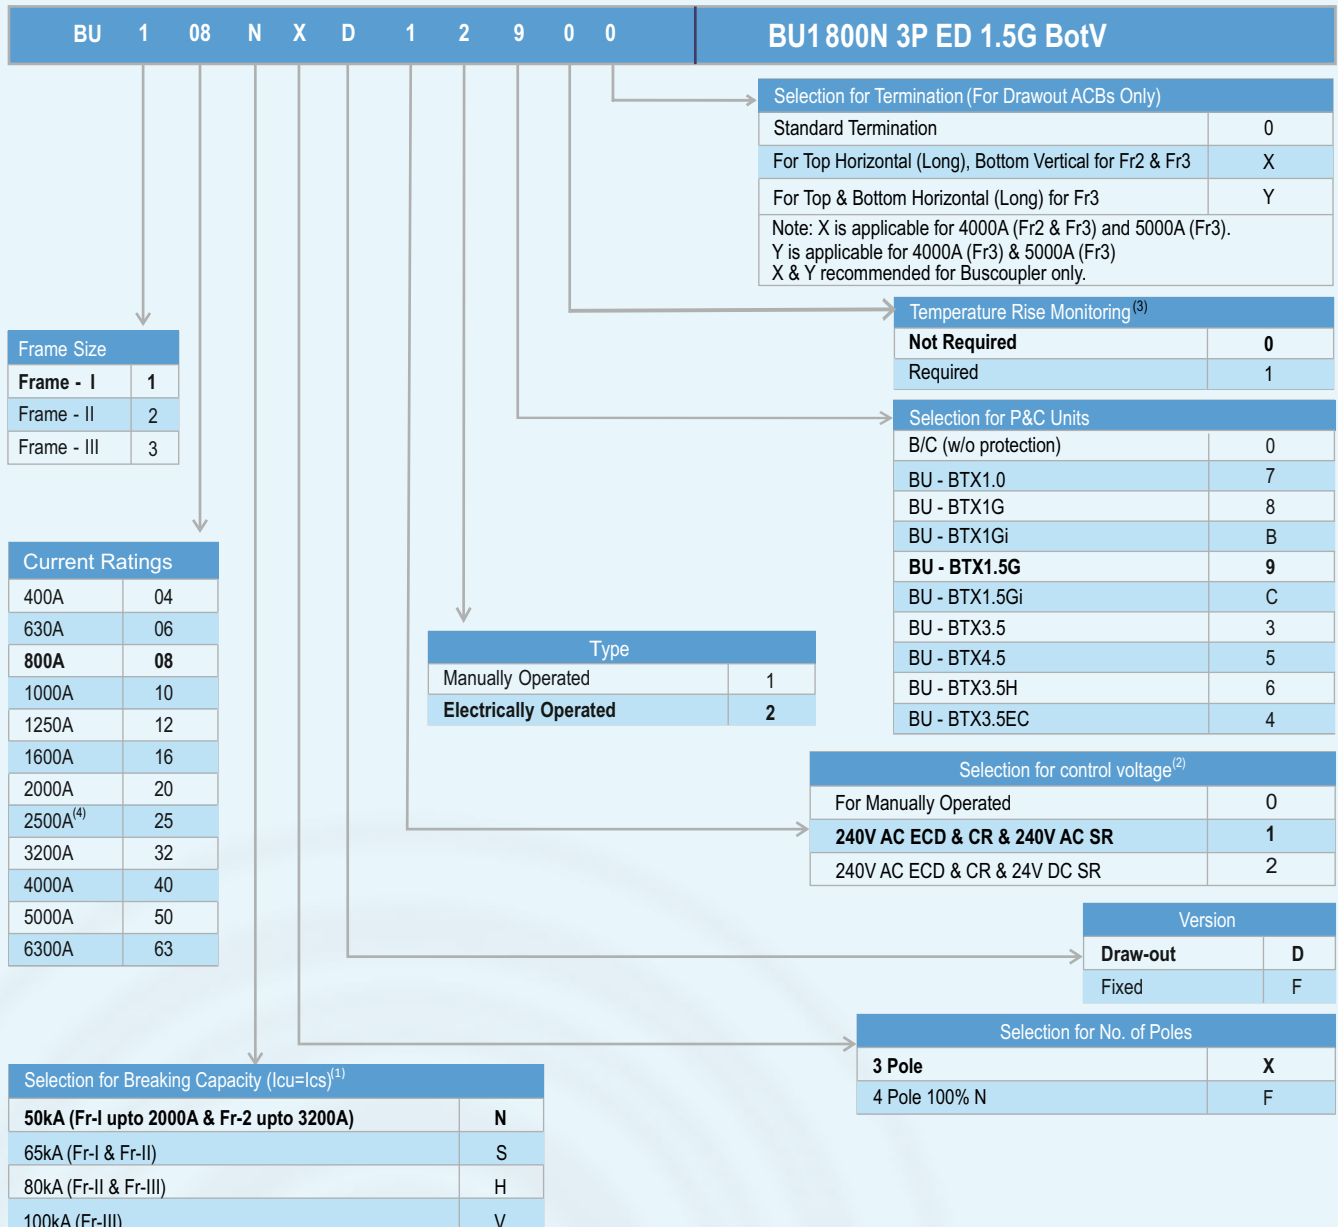 BU 1 08 N X D 1 2 9 0 0 BU1 800N 3P ED 1.5G BotV
Selection for Termination (For Drawout ACBs Only)
Standard Termination 0
For Top Horizontal (Long), Bottom Vertical for Fr2 & Fr3 X
For Top & Bottom Horizontal (Long) for Fr3 Y
Note: X is applicable for 4000A (Fr2 & Fr3) and 5000A (Fr3).
Y is applicable for 4000A (Fr3) & 5000A (Fr3)
X & Y recommended for Buscoupler only.
Temperature Rise Monitoring(3)
Not Required 0
Required 1
Frame Size
Frame - I 1
Frame - II 2
Frame - III 3
Selection for P&C Units
B/C (w/o protection) 0
BU - BTX1.0 7
BU - BTX1G 8
BU - BTX1Gi B
BU - BTX1.5G 9
BU - BTX1.5Gi C
BU - BTX3.5 3
BU - BTX4.5 5
BU - BTX3.5H 6
BU - BTX3.5EC 4
Current Ratings
400A 04
630A 06
800A 08
1000A 10
1250A 12
1600A 16
2000A 20
2500A(4) 25
3200A 32
4000A 40
5000A 50
6300A 63
Type
Manually Operated 1
Electrically Operated 2
Selection for control voltage(2)
For Manually Operated 0
240V AC ECD & CR & 240V AC SR 1
240V AC ECD & CR & 24V DC SR 2
Version
Draw-out D
Fixed F
Selection for No. of Poles
3 Pole X
4 Pole 100% N F
Selection for Breaking Capacity (Icu=Ics)(1)
50kA (Fr-I upto 2000A & Fr-2 upto 3200A) N
65kA (Fr-I & Fr-II) S
80kA (Fr-II & Fr-III) H
100kA (Fr-III) V